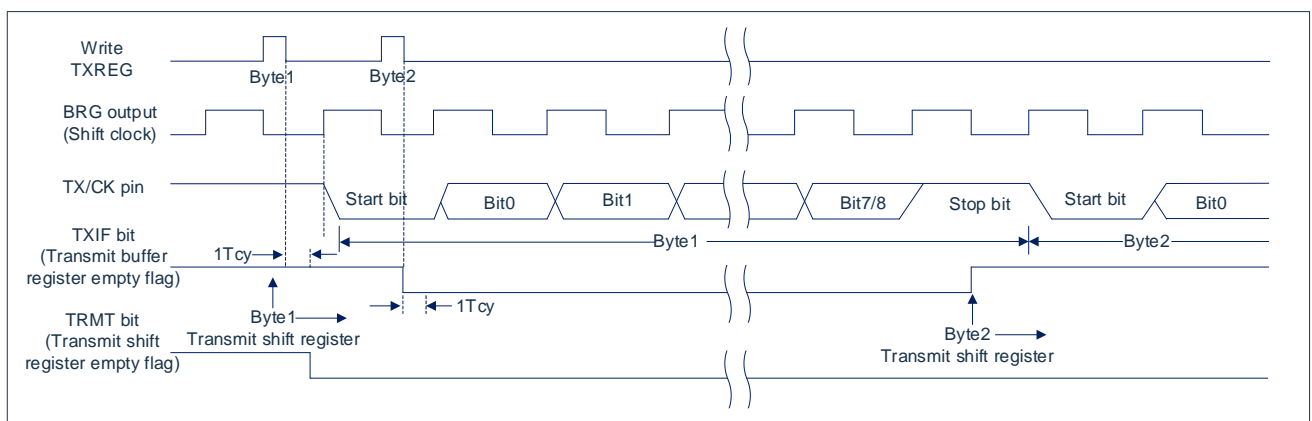 Write
TXREG
Byte1
Byte2
BRG output
(Shift clock)
TX/CK pin
Start bit
Bit0
Bit1
Bit7/8
Stop bit
Start bit
Bit0
TXIF bit
(Transmit buffer
register empty flag)
1Tcy
Byte1
Byte2
1Tcy
Byte1
Transmit shift register
Byte2
Transmit shift register
TRMT bit
(Transmit shift
register empty flag)